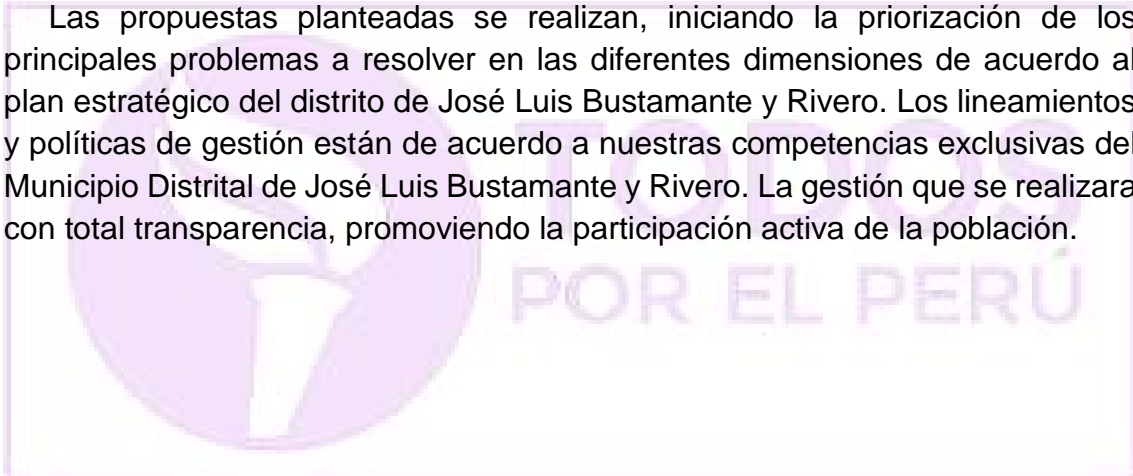 Las propuestas planteadas se realizan, iniciando la priorización de los
principales problemas a resolver en las diferentes dimensiones de acuerdo al
plan estratégico del distrito de José Luis Bustamante y Rivero. Los lineamientos
y políticas de gestión están de acuerdo a nuestras competencias exclusivas del
Municipio Distrital de José Luis Bustamante y Rivero. La gestión que se realizara
con total transparencia, promoviendo la participación activa de la población.
TODOS
POR EL PERÚ